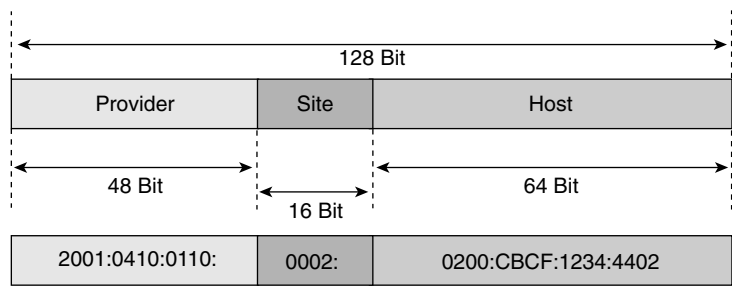 128 Bit
Provider Site Host
48 Bit 64 Bit
16 Bit
2001:0410:0110: 0002: 0200:CBCF:1234:4402